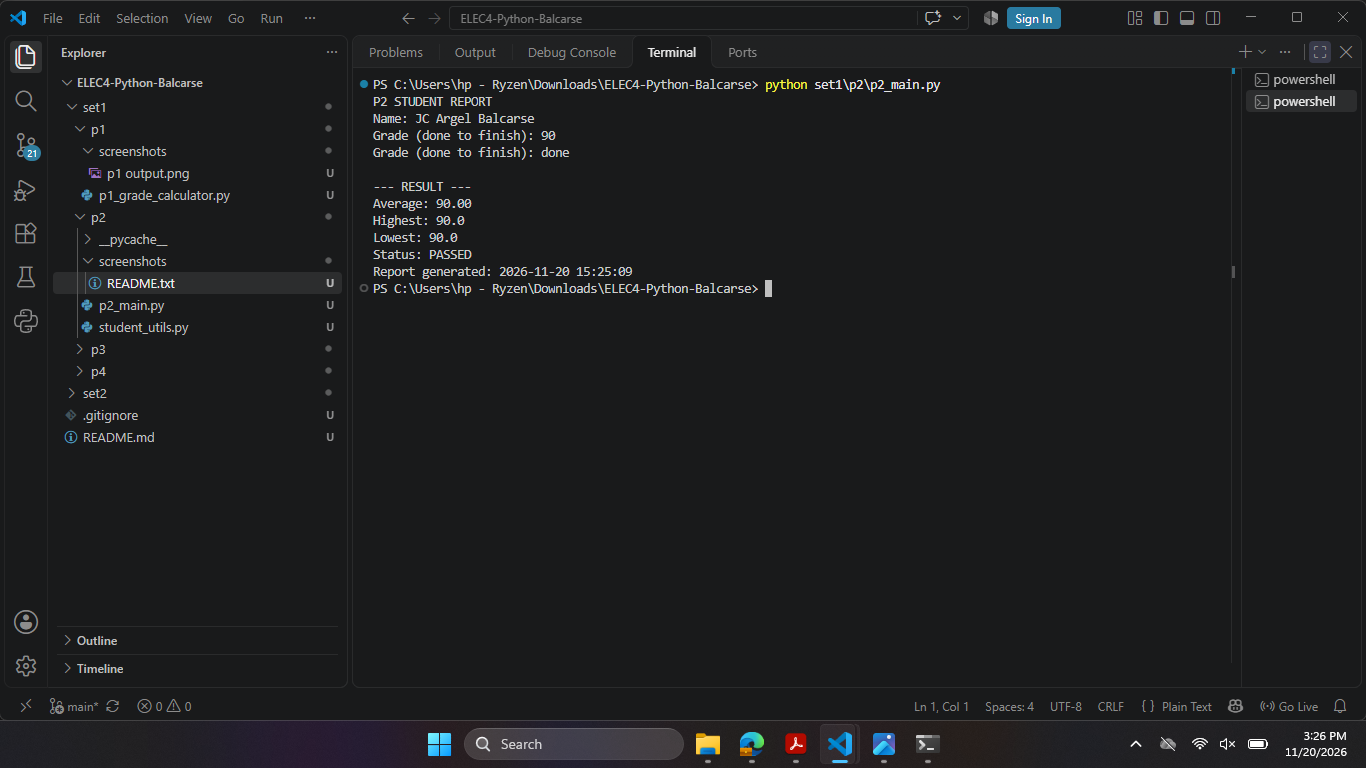 File Edit Selection View Go Run ···
ELEC4-Python-Balcarse
Sign In
Explorer ···
ELEC4-Python-Balcarse
set1
p1
screenshots
p1 output.png U
p1_grade_calculator.py U
p2
__pycache__
screenshots
README.txt U
p2_main.py U
student_utils.py U
p3
p4
set2
.gitignore U
README.md U
Outline
Timeline
21
Problems Output Debug Console Terminal Ports
PS C:\Users\hp - Ryzen\Downloads\ELEC4-Python-Balcarse> python set1\p2\p2_main.py
P2 STUDENT REPORT
Name: JC Argel Balcarse
Grade (done to finish): 90
Grade (done to finish): done
--- RESULT ---
Average: 90.00
Highest: 90.0
Lowest: 90.0
Status: PASSED
Report generated: 2026-11-20 15:25:09
PS C:\Users\hp - Ryzen\Downloads\ELEC4-Python-Balcarse>
powershell
powershell
main* 0 0 Ln 1, Col 1 Spaces: 4 UTF-8 CRLF { } Plain Text Go Live
Search
3:26 PM
11/20/2026